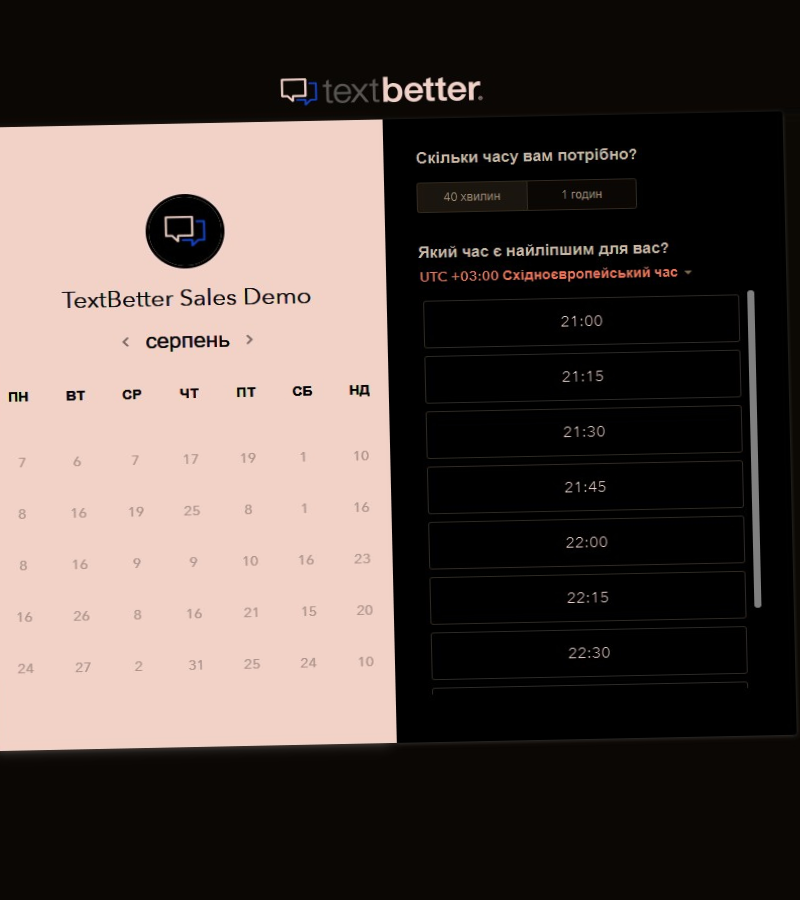 textbetter.
TextBetter Sales Demo
серпень
ПН ВТ СР ЧТ ПТ СБ НД
7 6 7 17 19 1 10
8 16 19 25 8 1 16
8 16 9 9 10 16 23
16 26 8 16 21 15 20
24 27 2 31 25 24 10
Скільки часу вам потрібно?
40 хвилин 1 годин
Який час є найліпшим для вас?
UTC +03:00 Східноєвропейський час
21:00
21:15
21:30
21:45
22:00
22:15
22:30